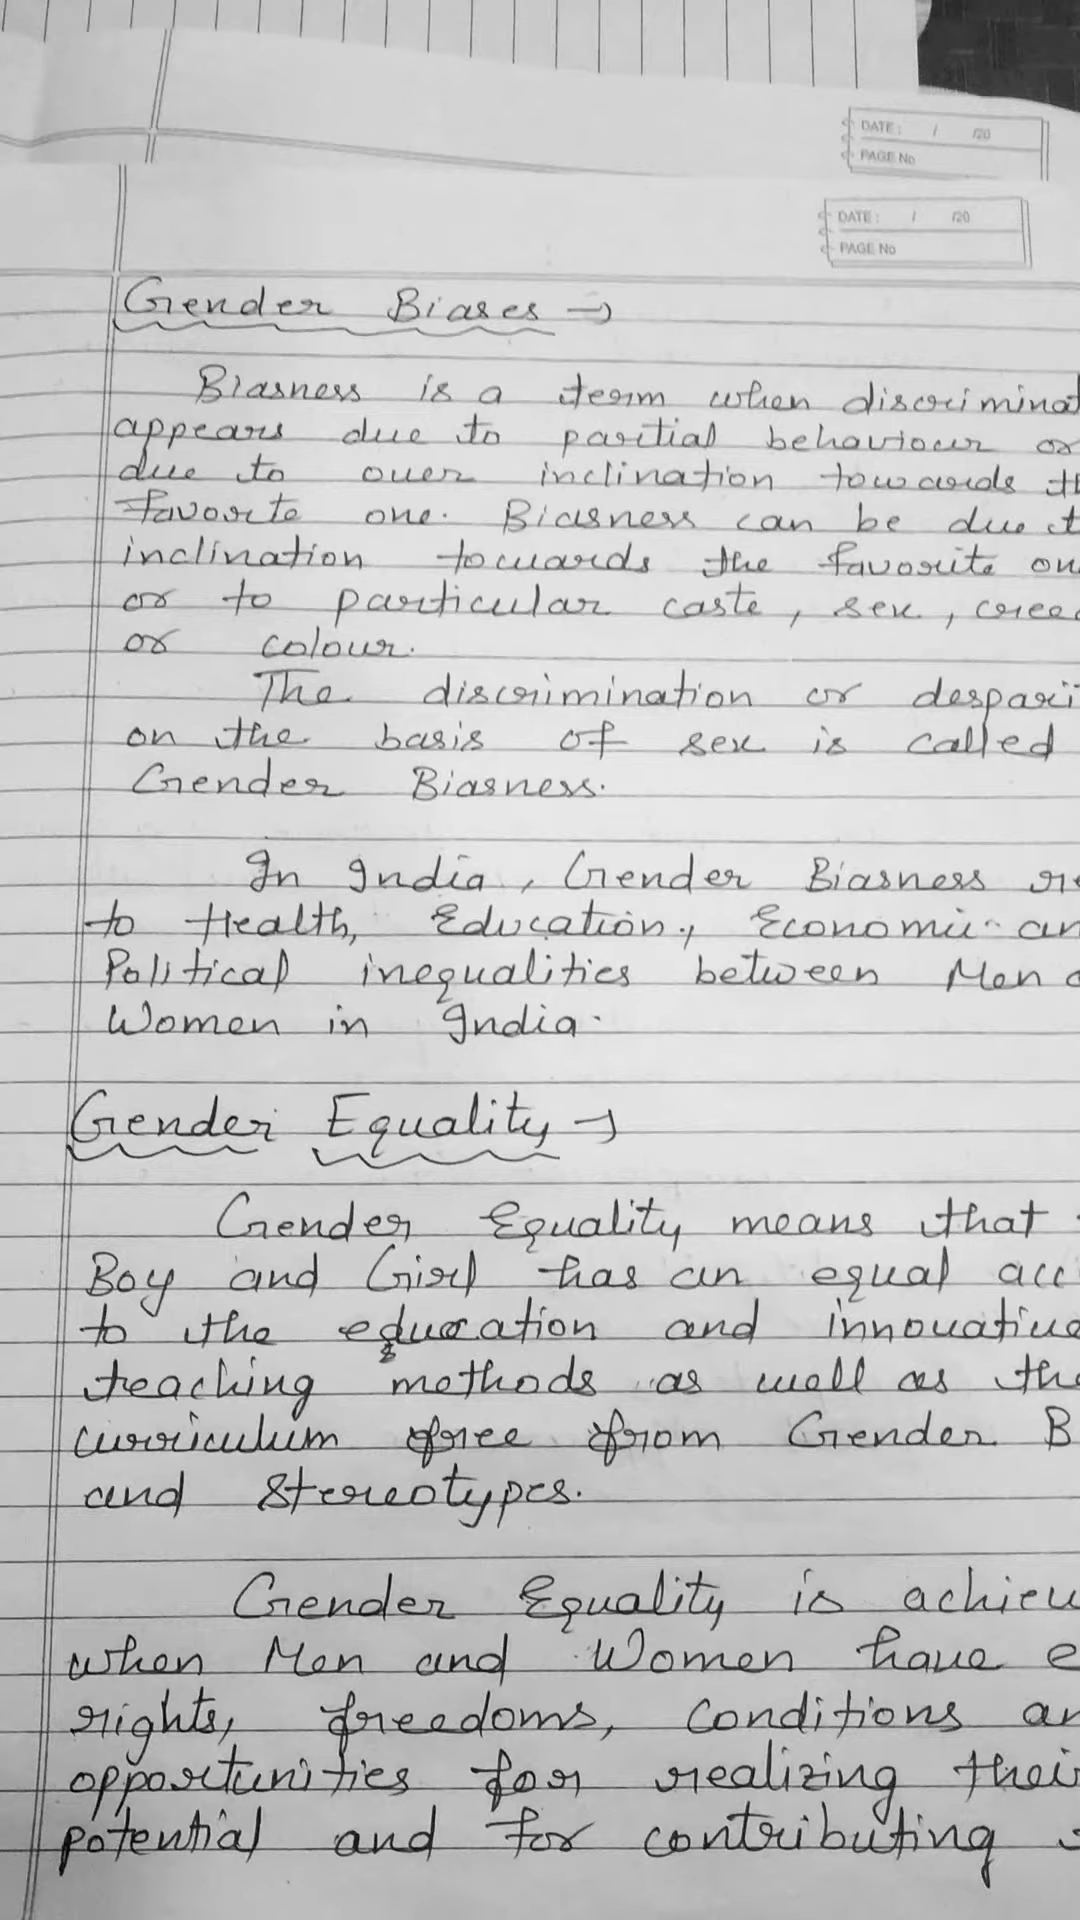 DATE: / /20
PAGE No
DATE: / /20
PAGE No
Gender Biases →
Biasness is a term when discriminat
appears due to partial behaviour or
due to over inclination towards th
favorite one. Biasness can be due t
inclination towards the favorite on
or to particular caste, sex, cree
or colour.
The discrimination or despari
on the basis of sex is called
Gender Biasness.
In India, Gender Biasness re
to Health, Education, Economic an
Political inequalities between Men
Women in India.
Gender Equality →
Gender Equality means that
Boy and Girl has an equal acc
to the education and innovative
teaching methods as well as the
curriculum free from Gender B
and Stereotypes.
Gender Equality is achiev
when Men and Women have e
rights, freedoms, conditions an
opportunities for realizing thei
potential and for contributing